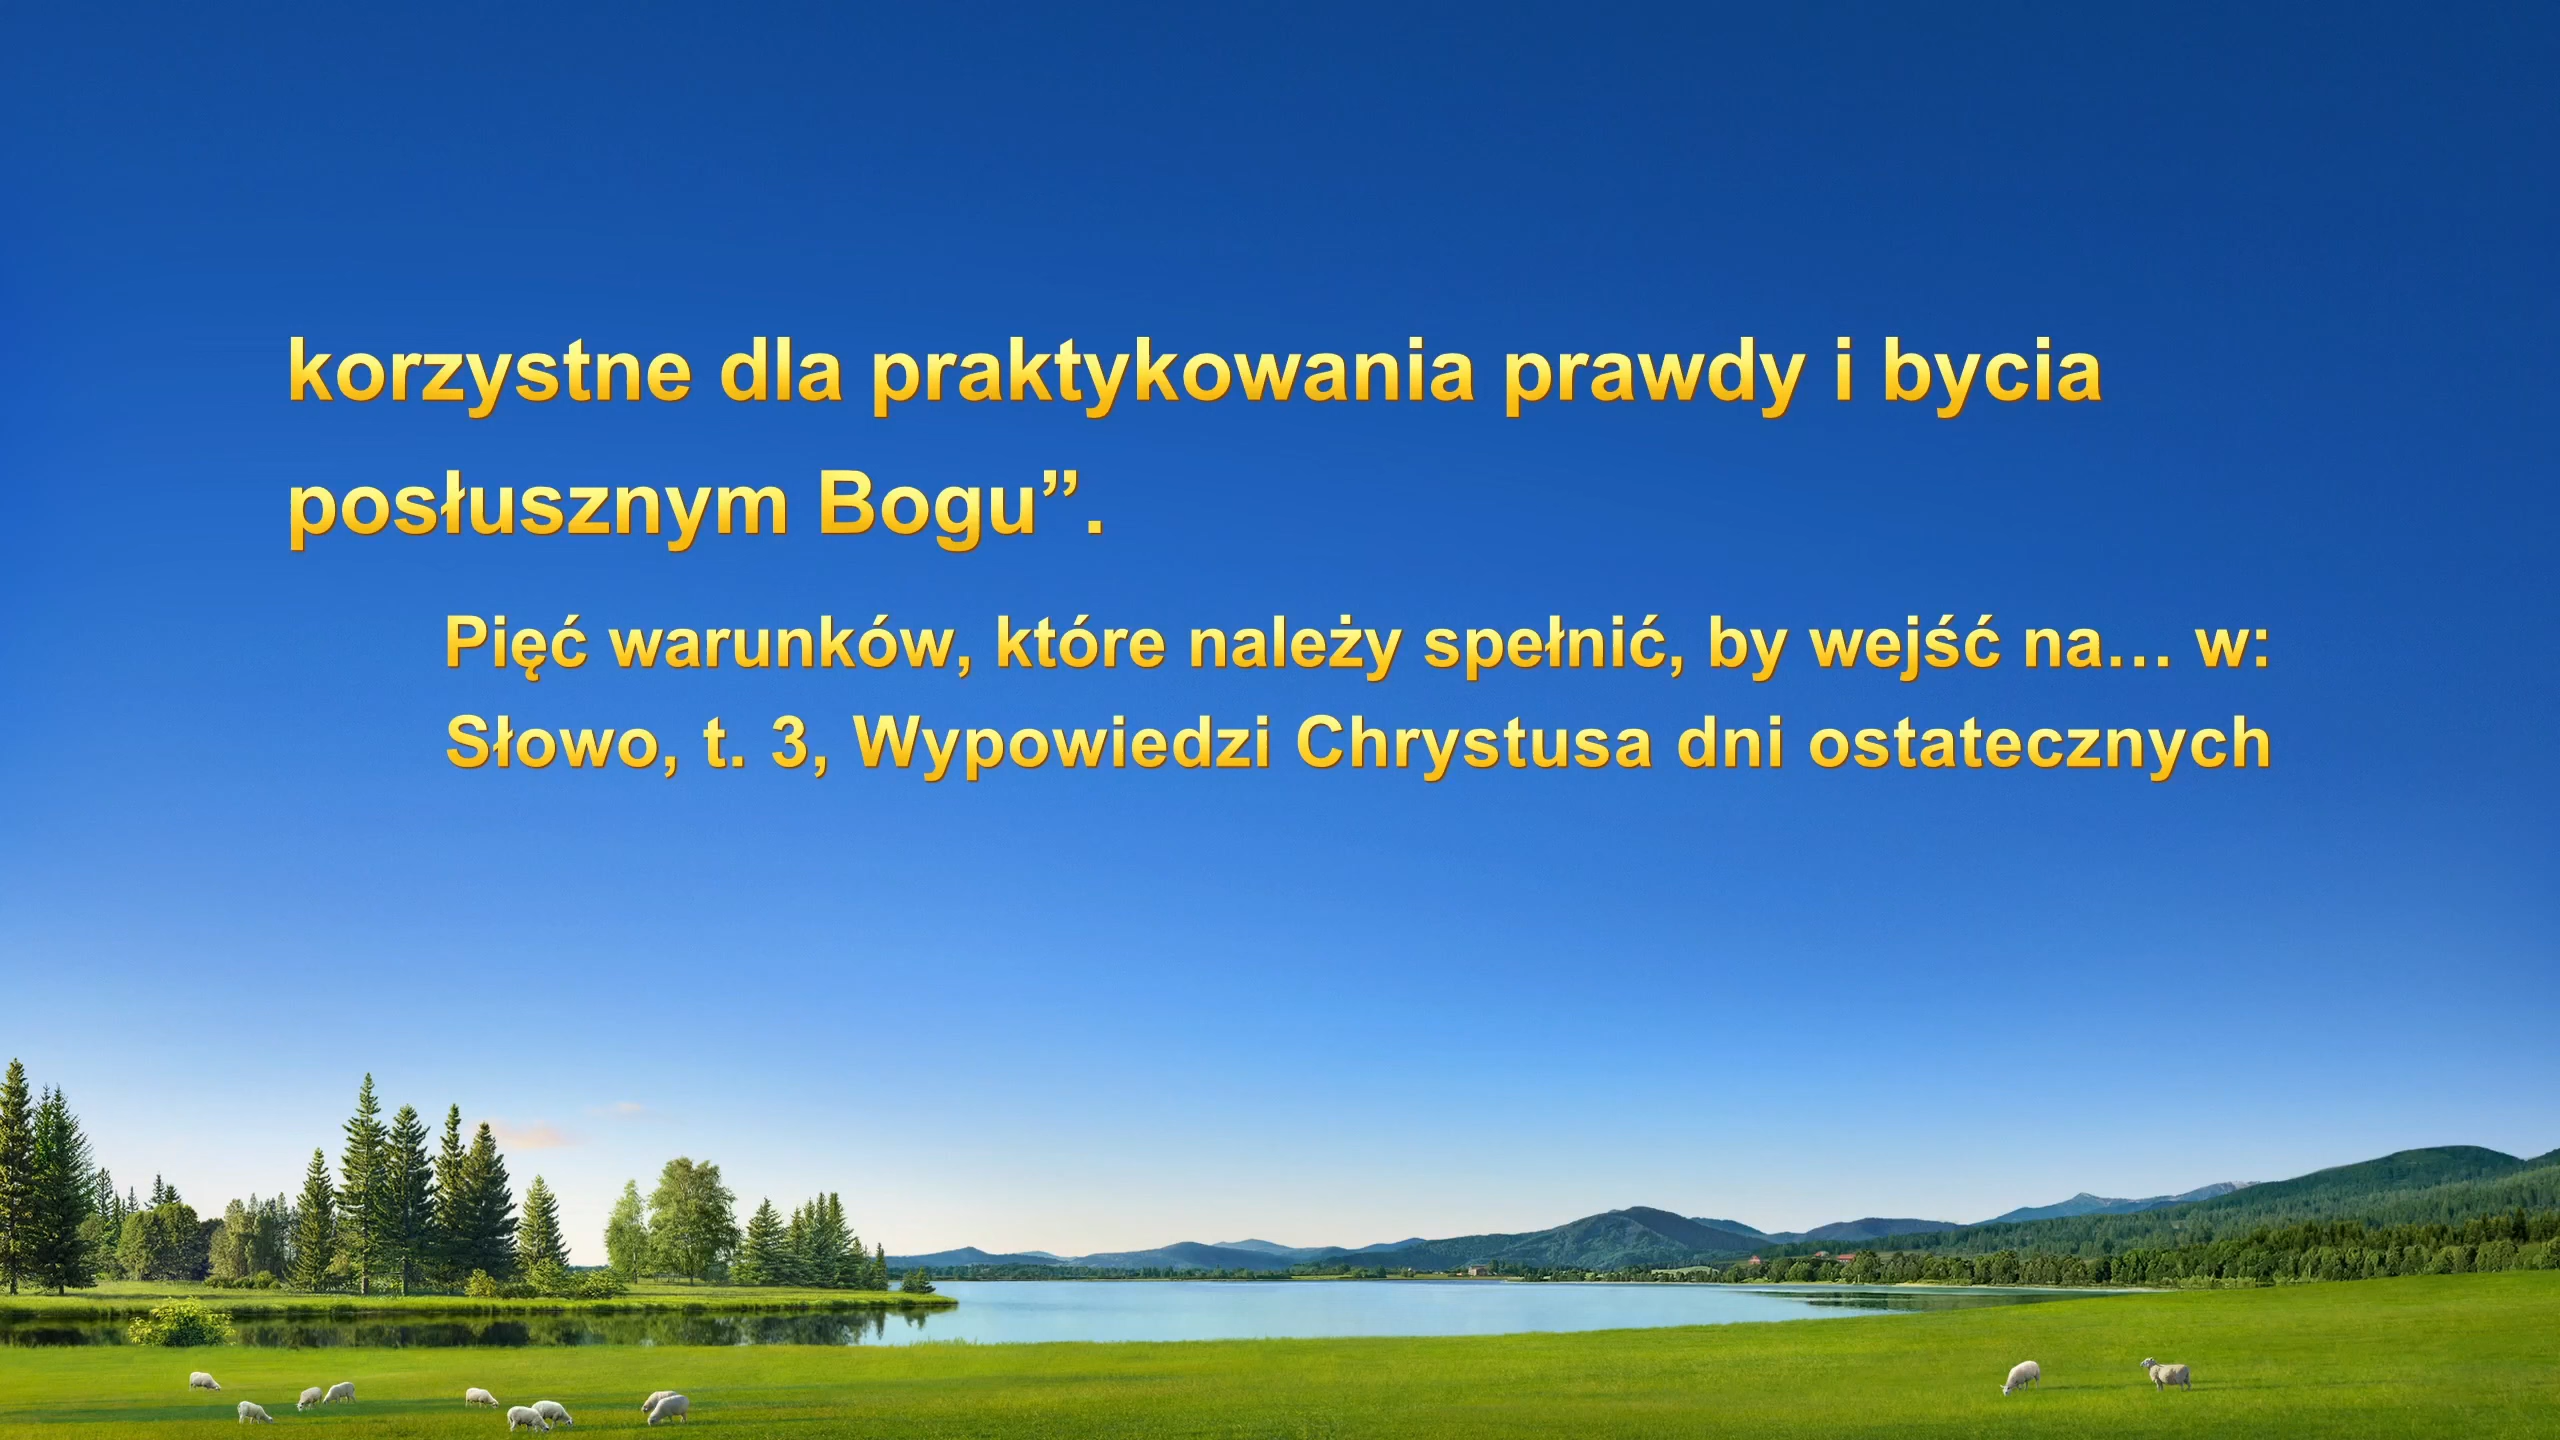 korzystne dla praktykowania prawdy i bycia
posłusznym Bogu”.
Pięć warunków, które należy spełnić, by wejść na… w:
Słowo, t. 3, Wypowiedzi Chrystusa dni ostatecznych